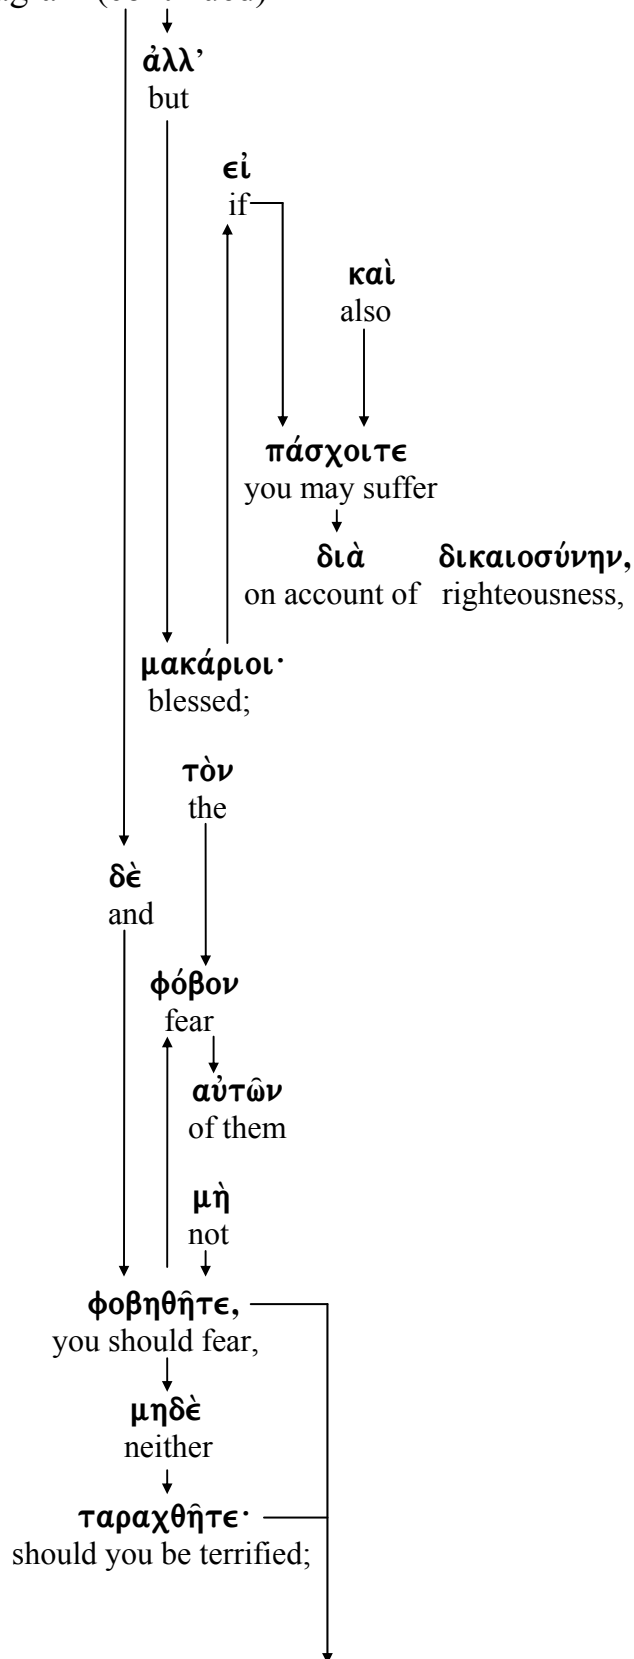 ἀλλ’
but
εἰ
if
καὶ
also
πάσχοιτε
you may suffer
διὰ δικαιοσύνην,
on account of righteousness,
μακάριοι·
blessed;
τὸν
the
δὲ
and
φόβον
fear
αὐτῶν
of them
μὴ
not
φοβηθῆτε,
you should fear,
μηδὲ
neither
ταραχθῆτε·
should you be terrified;